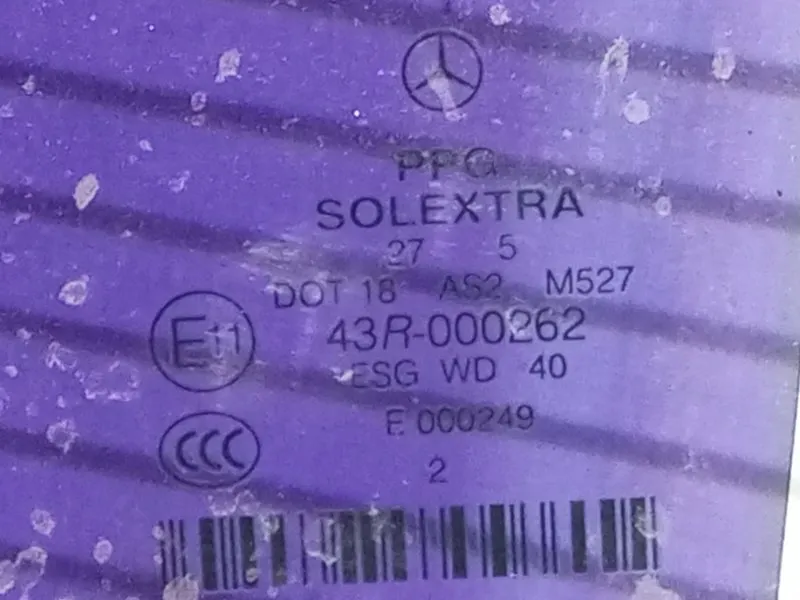 PPG
SOLEXTRA
27 5
DOT 18 AS2 M527
E11 43R-000262
ESG WD 40
E 000249
CCC
2